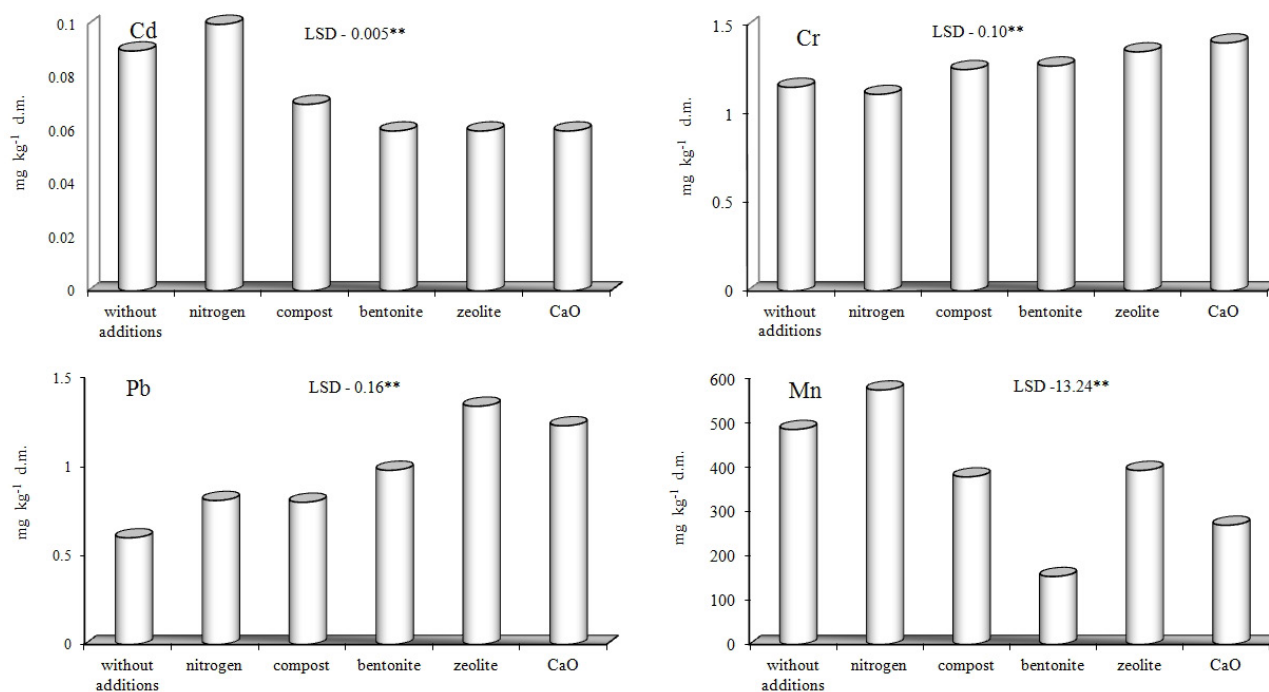 Cd
LSD - 0.005**
mg kg-1 d.m.
0.1
0.08
0.06
0.04
0.02
0
without additions
nitrogen
compost
bentonite
zeolite
CaO
Cr
LSD - 0.10**
mg kg-1 d.m.
1.5
1
0.5
0
without additions
nitrogen
compost
bentonite
zeolite
CaO
Pb
LSD - 0.16**
mg kg-1 d.m.
1.5
1
0.5
0
without additions
nitrogen
compost
bentonite
zeolite
CaO
Mn
LSD -13.24**
mg kg-1 d.m.
600
500
400
300
200
100
0
without additions
nitrogen
compost
bentonite
zeolite
CaO